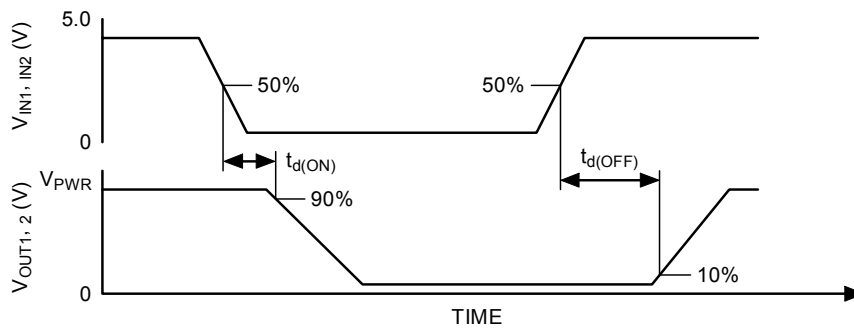 5.0
V_IN1, IN2 (V)
50%
50%
0
t_d(ON)
t_d(OFF)
V_PWR
V_OUT1, 2 (V)
90%
10%
0
TIME